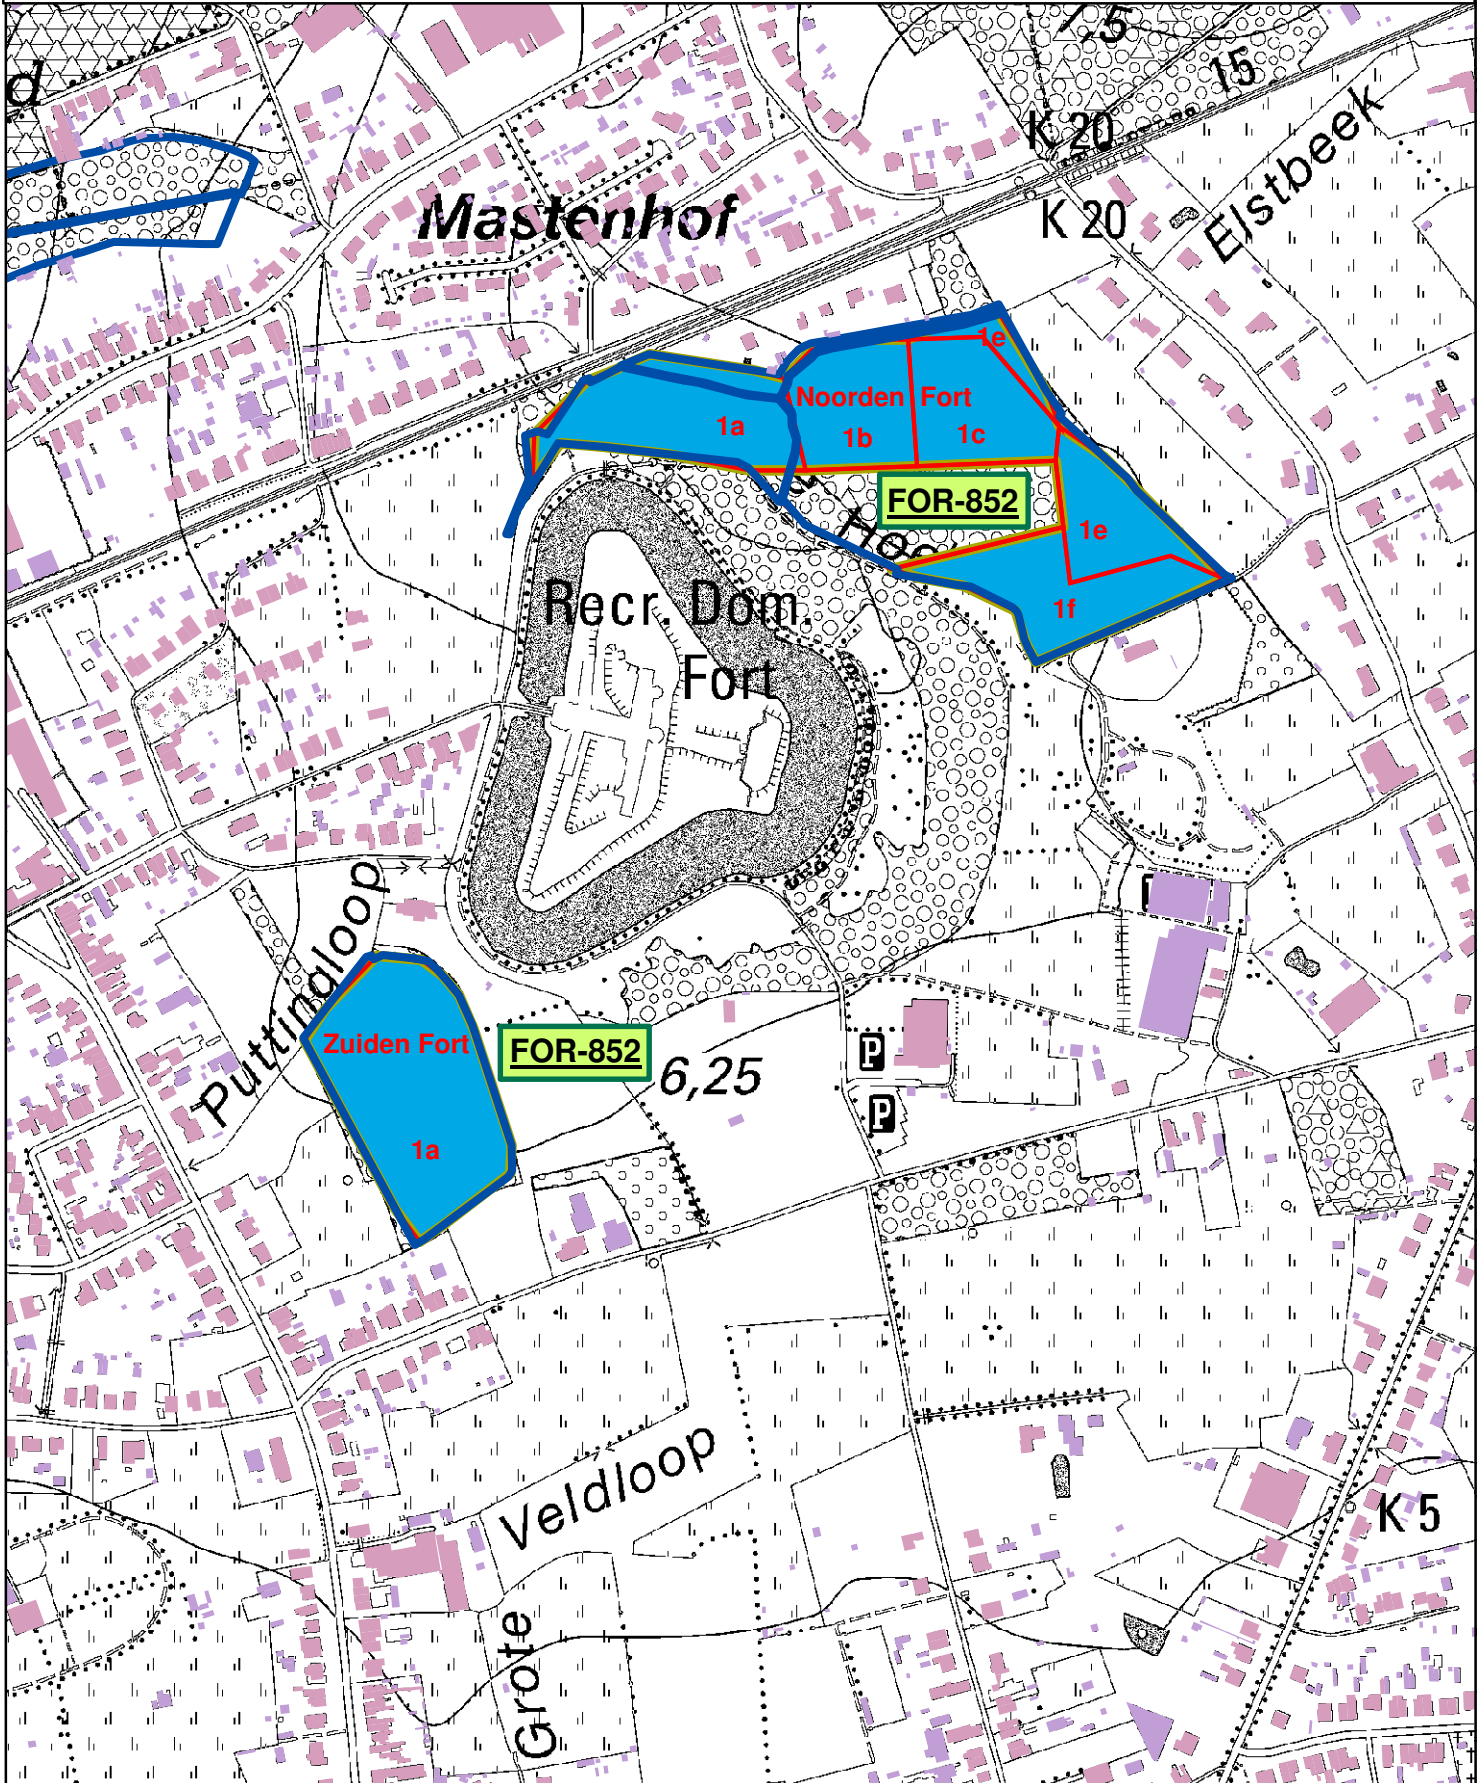 d
7,5
15
K 20
Elstbeek
Mastenhof
K 20
1e
Noorden Fort
1a
1b
1c
FOR-852
1e
1f
Recr. Dom.
Fort
Puttingloop
Zuiden Fort
FOR-852
6,25
P
P
1a
Veldloop
Grote
K 5